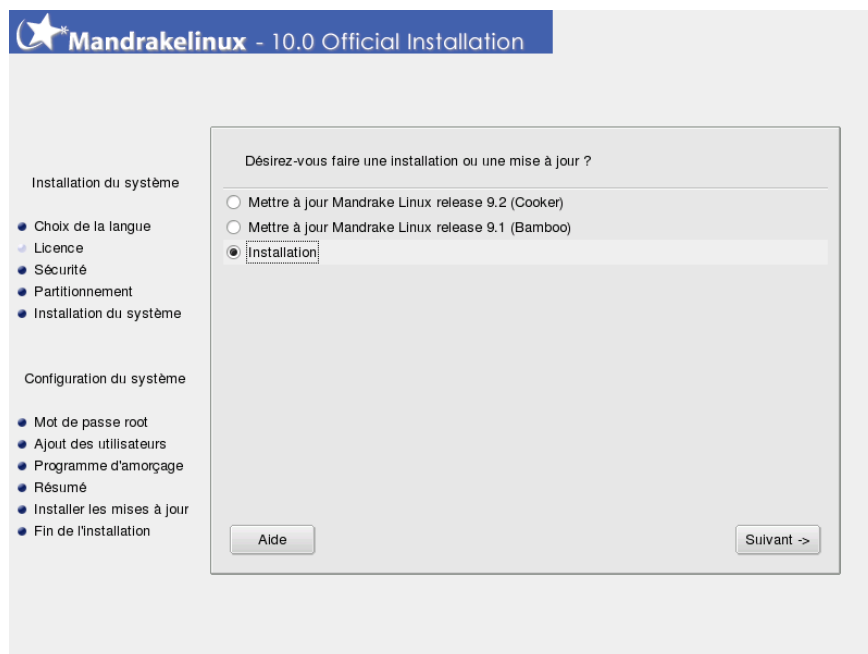 Mandrakelinux - 10.0 Official Installation
Installation du système
Choix de la langue
Licence
Sécurité
Partitionnement
Installation du système
Configuration du système
Mot de passe root
Ajout des utilisateurs
Programme d'amorçage
Résumé
Installer les mises à jour
Fin de l'installation
Désirez-vous faire une installation ou une mise à jour ?
Mettre à jour Mandrake Linux release 9.2 (Cooker)
Mettre à jour Mandrake Linux release 9.1 (Bamboo)
Installation
Aide
Suivant ->